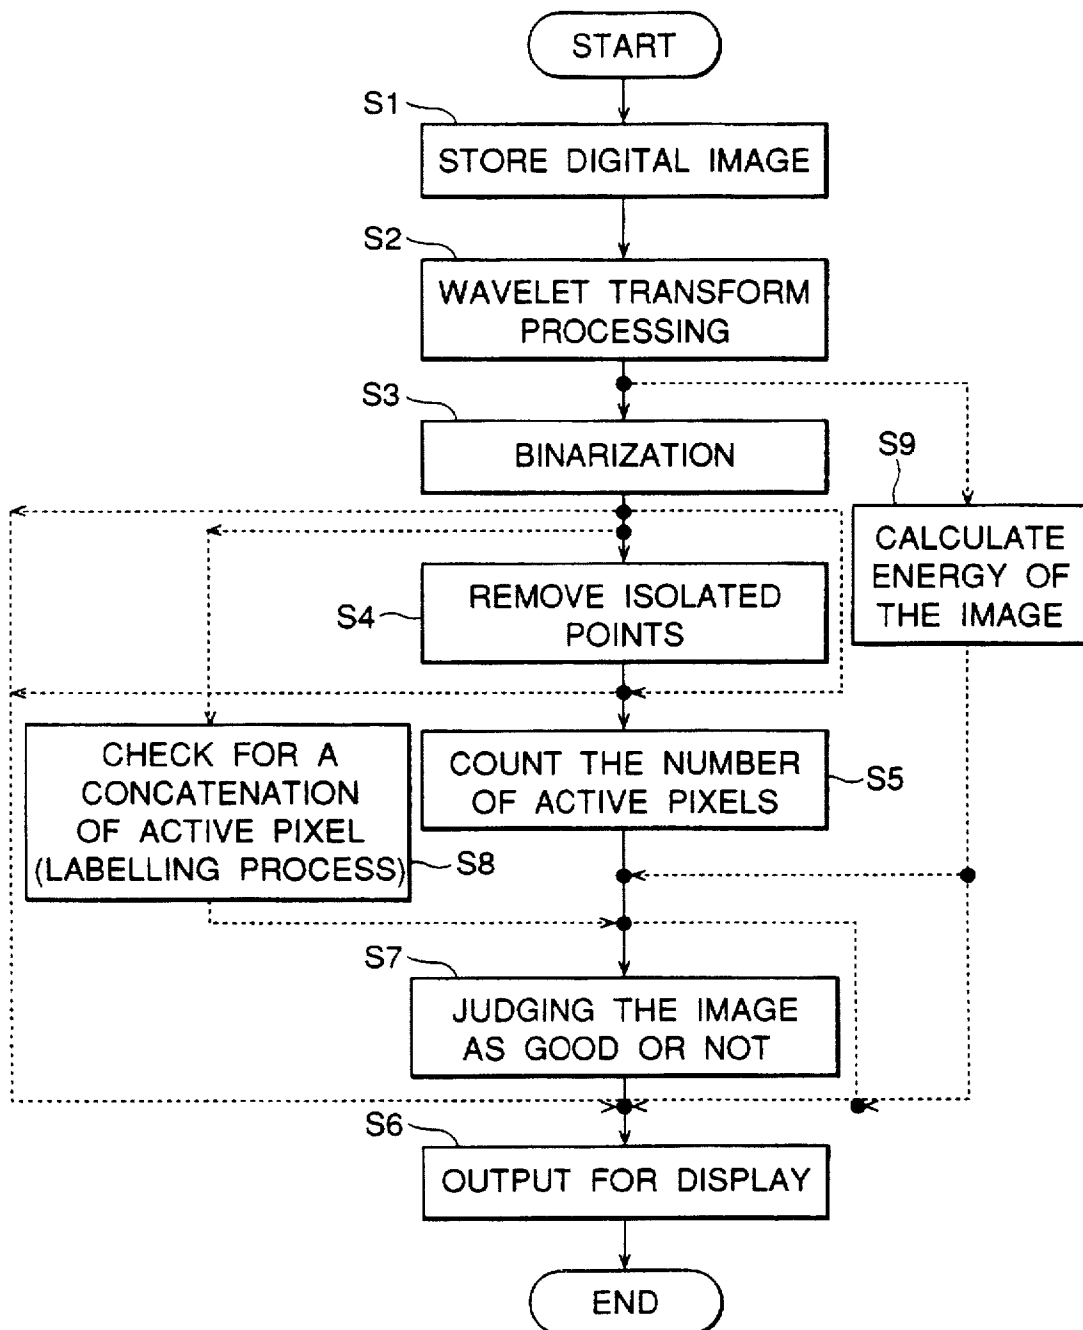 START
S1
STORE DIGITAL IMAGE
S2
WAVELET TRANSFORM
PROCESSING
S3
BINARIZATION
S9
CALCULATE
ENERGY OF
THE IMAGE
S4
REMOVE ISOLATED
POINTS
CHECK FOR A
CONCATENATION
OF ACTIVE PIXEL
(LABELLING PROCESS)
S8
COUNT THE NUMBER
OF ACTIVE PIXELS
S5
S7
JUDGING THE IMAGE
AS GOOD OR NOT
S6
OUTPUT FOR DISPLAY
END